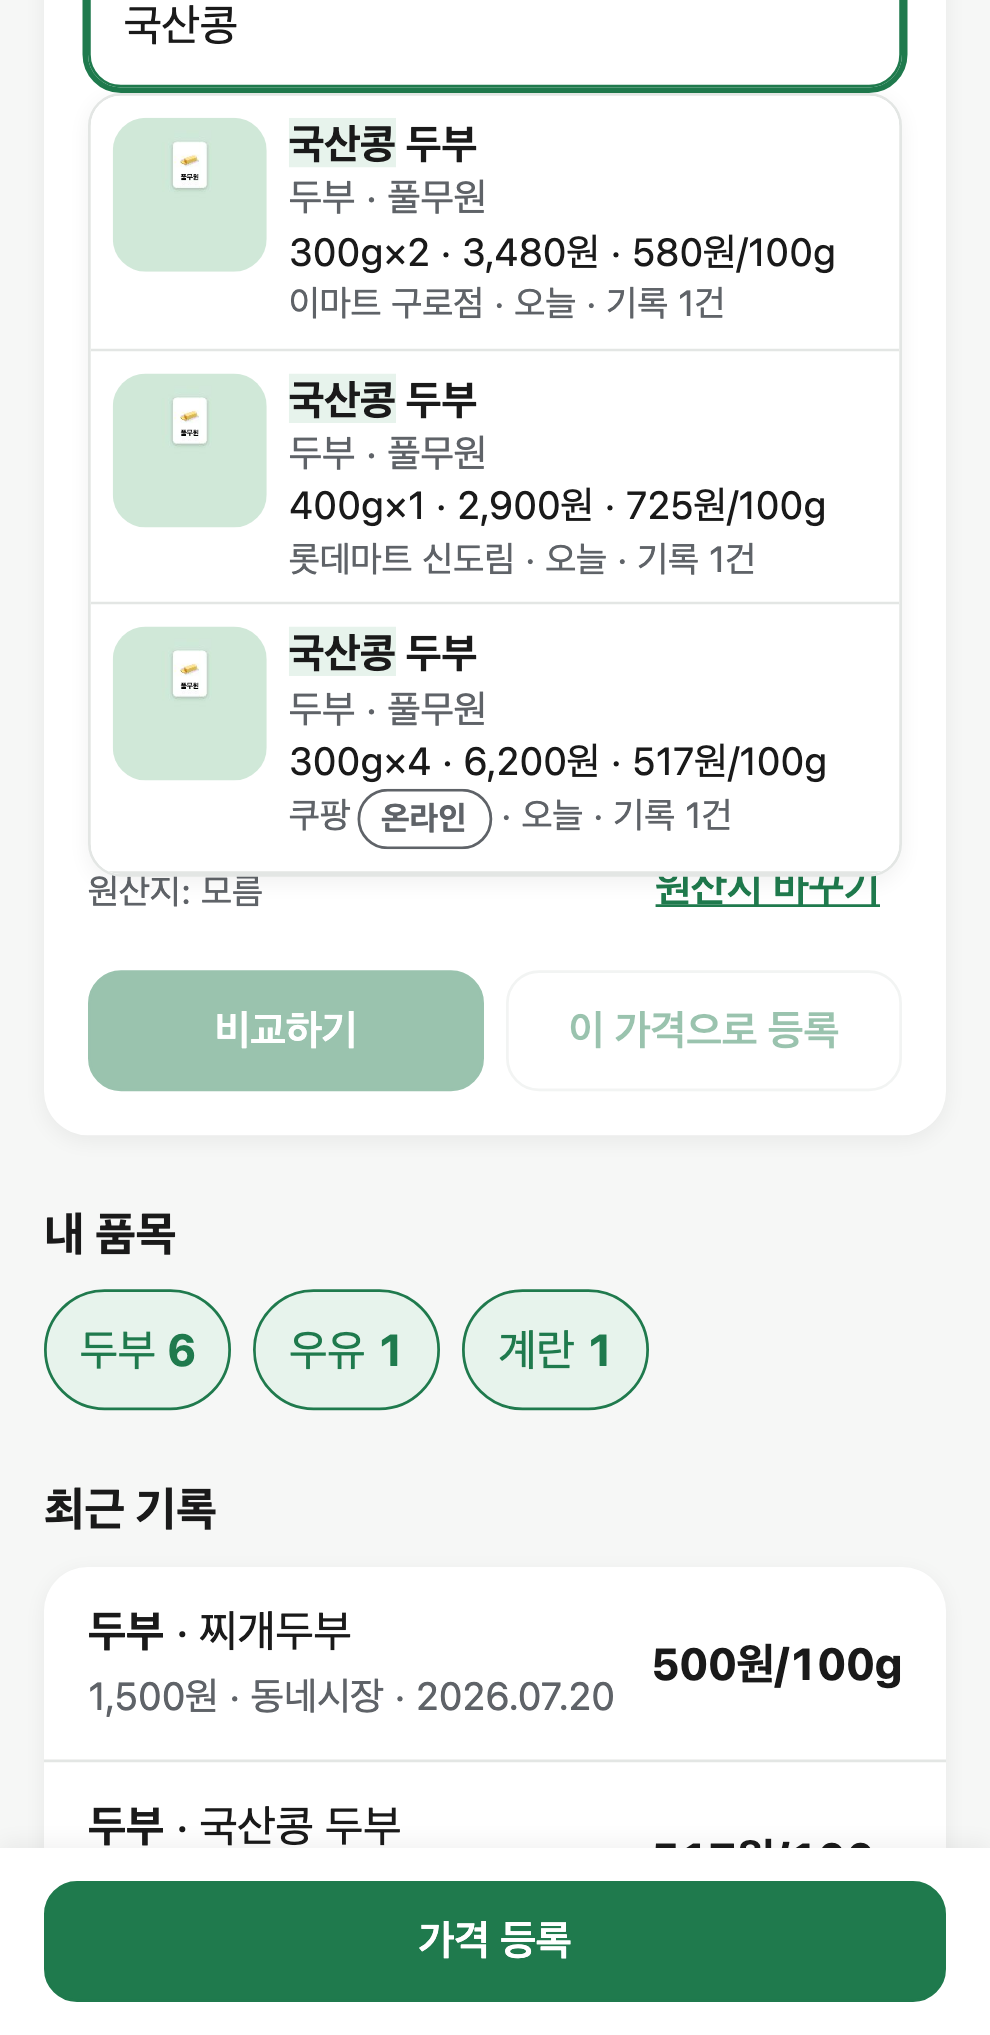 국산콩
풀무원
국산콩 두부
두부 · 풀무원
300g×2 · 3,480원 · 580원/100g
이마트 구로점 · 오늘 · 기록 1건
풀무원
국산콩 두부
두부 · 풀무원
400g×1 · 2,900원 · 725원/100g
롯데마트 신도림 · 오늘 · 기록 1건
풀무원
국산콩 두부
두부 · 풀무원
300g×4 · 6,200원 · 517원/100g
쿠팡 온라인 · 오늘 · 기록 1건
원산지: 모름 원산지 바꾸기
비교하기 이 가격으로 등록
내 품목
두부 6 우유 1 계란 1
최근 기록
두부 · 찌개두부
500원/100g
1,500원 · 동네시장 · 2026.07.20
두부 · 국산콩 두부
가격 등록